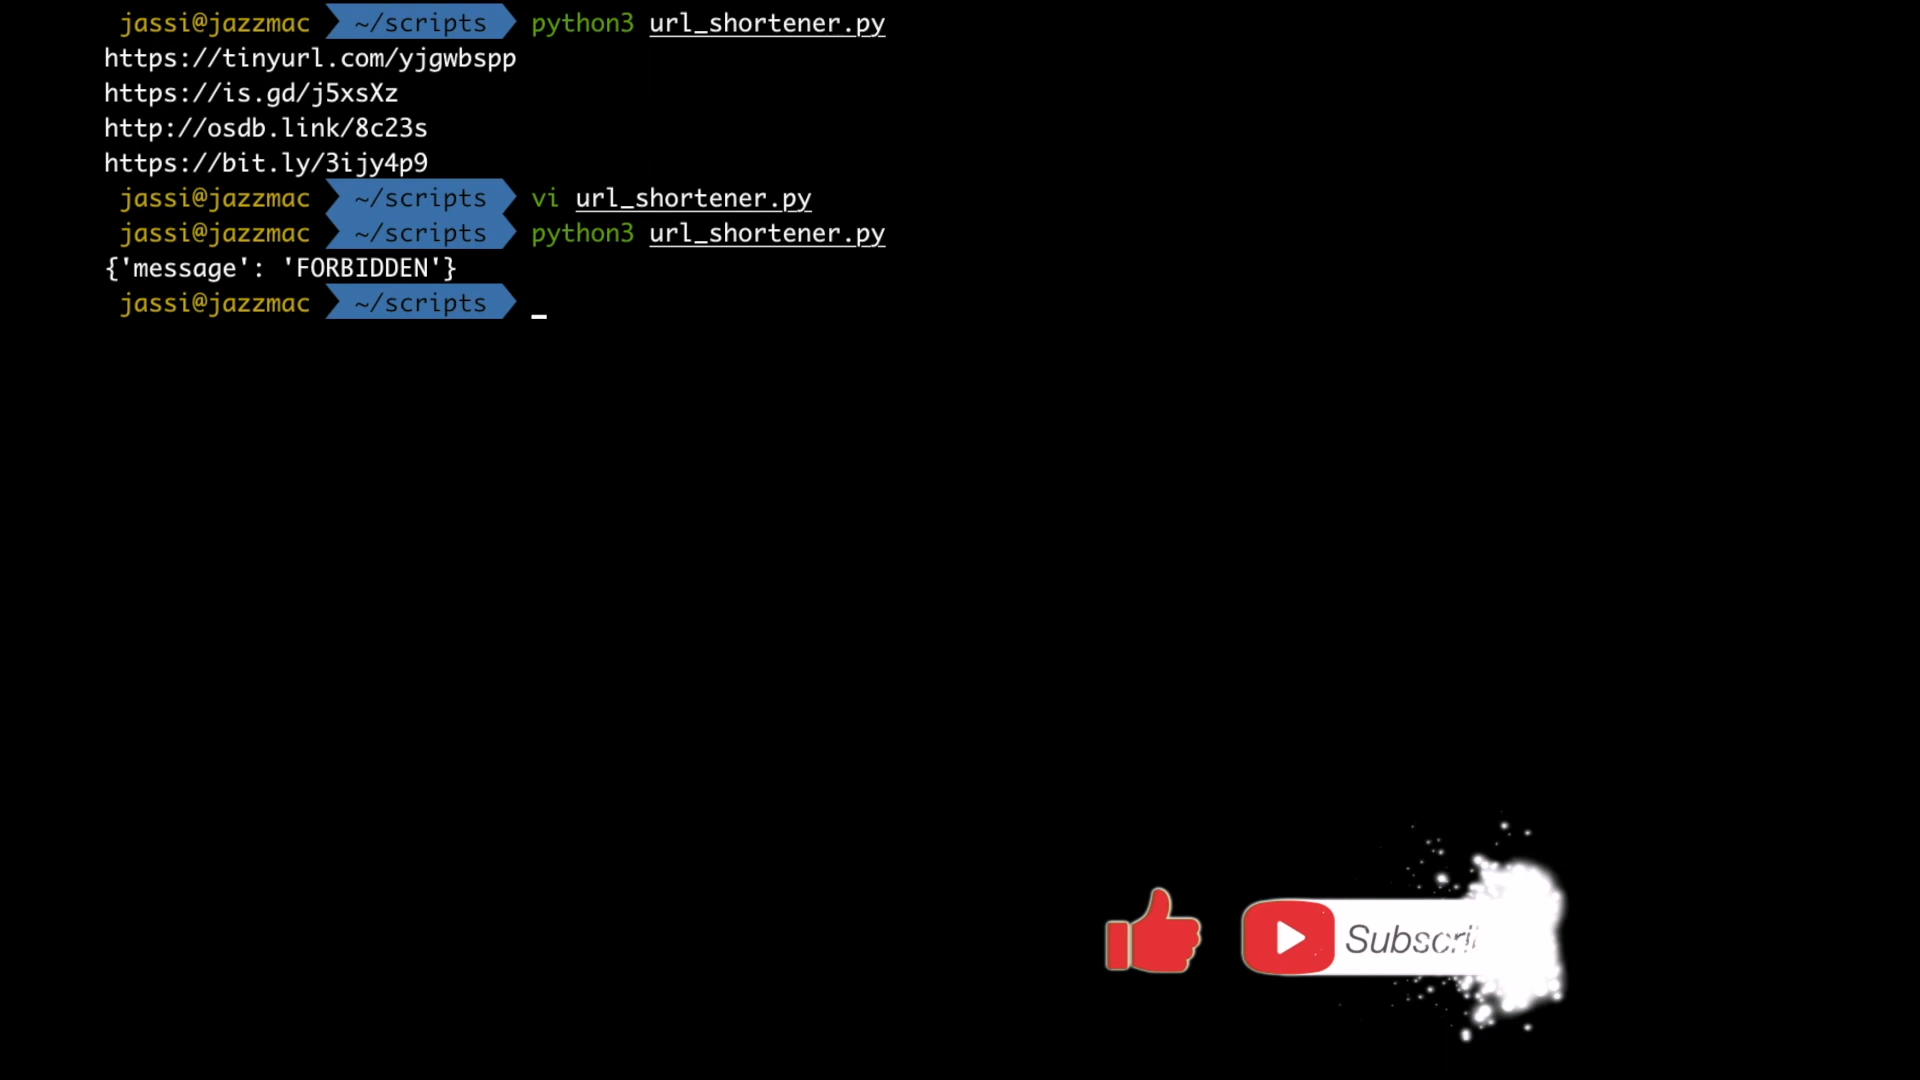 jassi@jazzmac ~/scripts python3 url_shortener.py
https://tinyurl.com/yjgwbspp
https://is.gd/j5xsXz
http://osdb.link/8c23s
https://bit.ly/3ijy4p9
jassi@jazzmac ~/scripts vi url_shortener.py
jassi@jazzmac ~/scripts python3 url_shortener.py
{'message': 'FORBIDDEN'}
jassi@jazzmac ~/scripts _